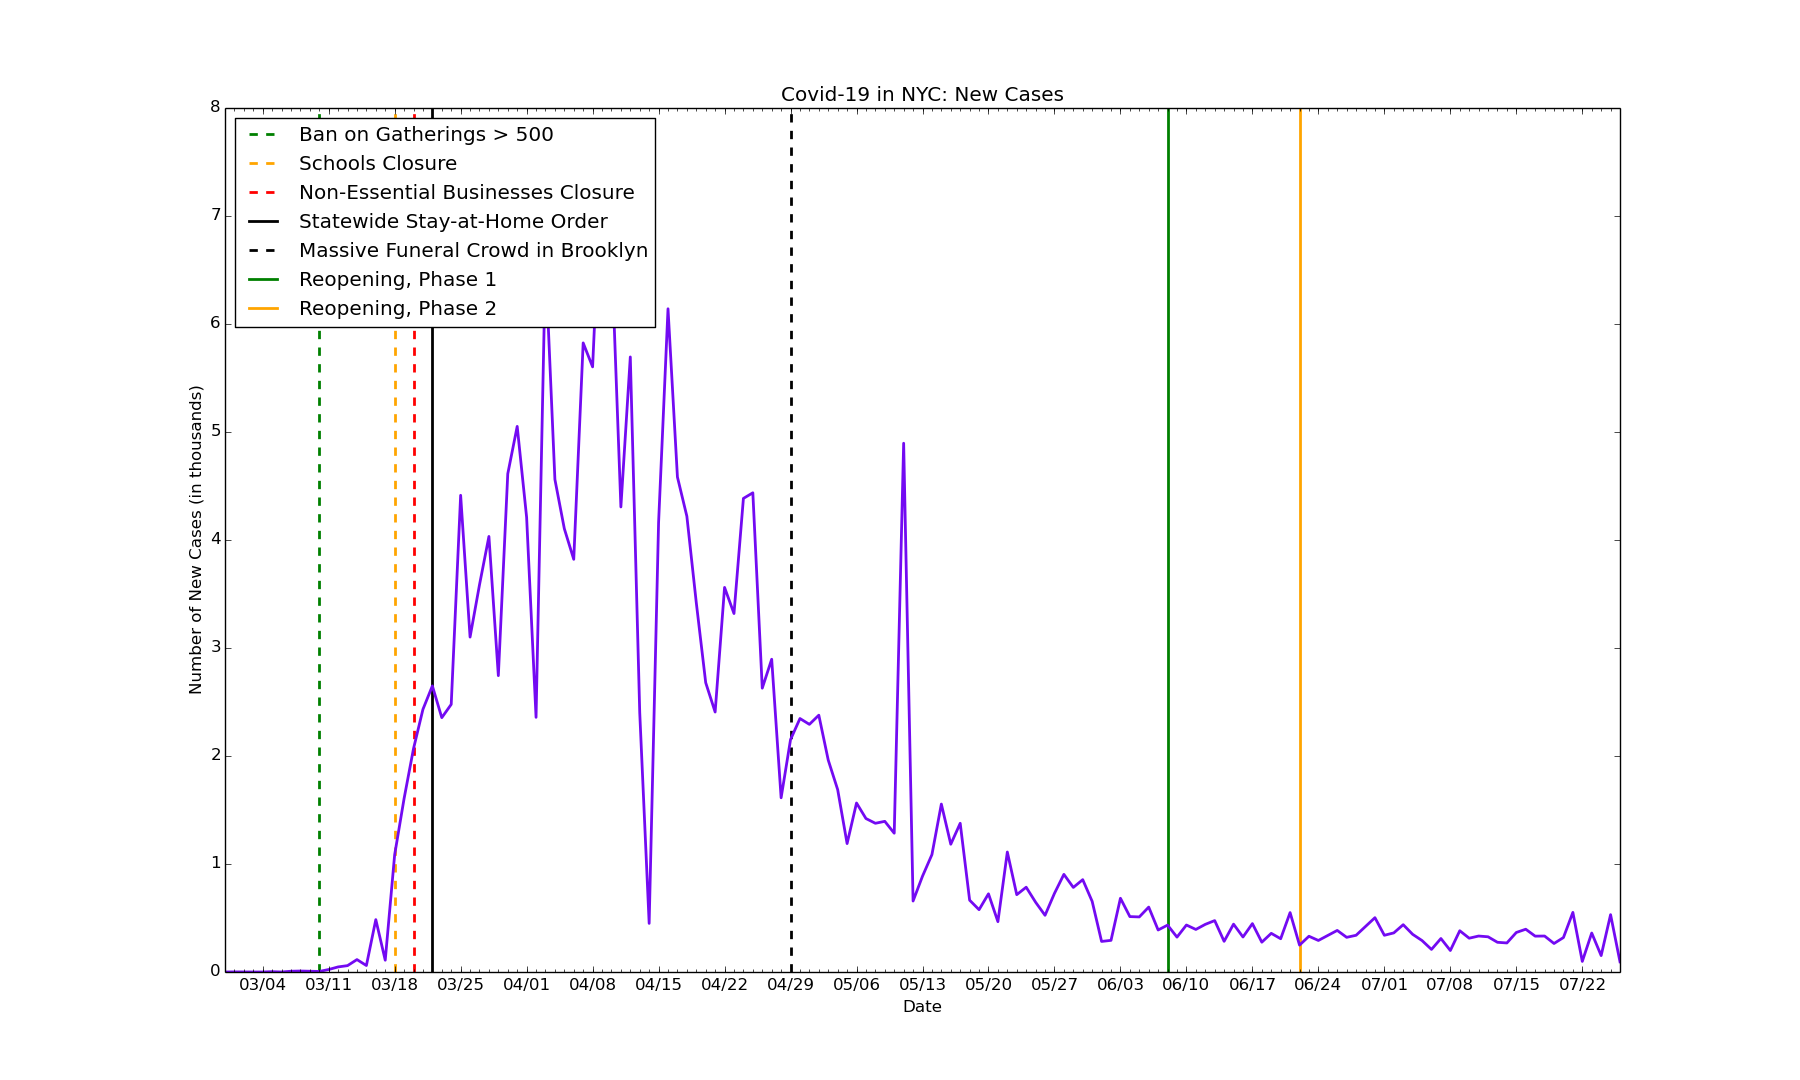 Covid-19 in NYC: New Cases
8
7
6
5
4
3
2
1
0
Number of New Cases (in thousands)
Ban on Gatherings > 500
Schools Closure
Non-Essential Businesses Closure
Statewide Stay-at-Home Order
Massive Funeral Crowd in Brooklyn
Reopening, Phase 1
Reopening, Phase 2
03/04 03/11 03/18 03/25 04/01 04/08 04/15 04/22 04/29 05/06 05/13 05/20 05/27 06/03 06/10 06/17 06/24 07/01 07/08 07/15 07/22
Date